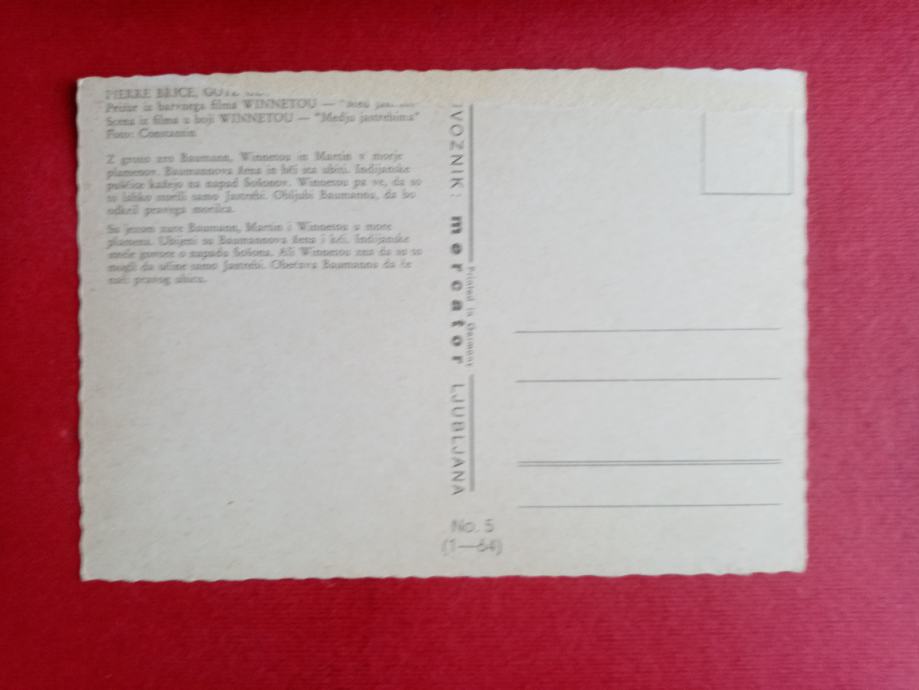 PIERRE BRICE,
Prizor iz barvnega filma WINNETOU — "Med
Scena iz filma u boji WINNETOU — "Medju jastrebima"
Foto: Constantin
Z grozo zro Baumann, Winnetou in Martin v morje
plamenov. Baumannova žena in hči sta ubiti. Indijanske
puščice kažejo na napad Šošonov. Winnetou pa ve, da so
to lahko storili samo Jastrebi. Obljubi Baumannu, da bo
odkril pravega morilca.
Sa jezom zure Baumann, Martin i Winnetou u more
plamena. Ubijeni su Baumannova žena i kći. Indijanske
govore o napadu Šošona. Ali Winnetou zna da su to
mogli da učine samo Jastrebi. Obećava Baumannu da će
naći pravog ubicu.
VOZNIK: mercator LJUBLJANA
Printed in Germany
No. 5
(1—64)